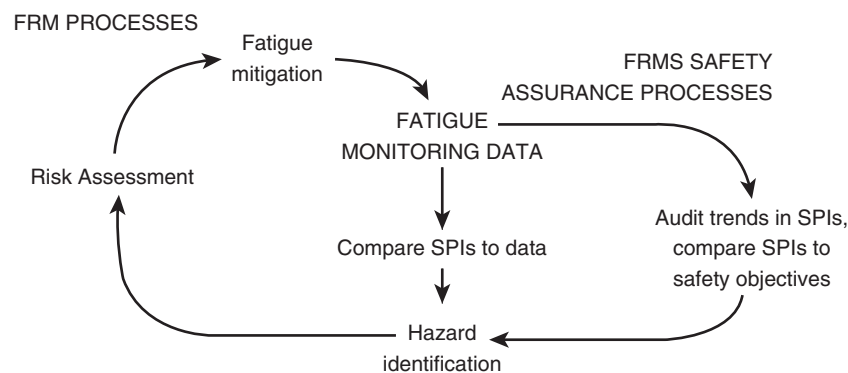 FRM PROCESSES
Fatigue
mitigation
FRMS SAFETY
ASSURANCE PROCESSES
FATIGUE
MONITORING DATA
Risk Assessment
Audit trends in SPIs,
compare SPIs to
safety objectives
Compare SPIs to data
Hazard
identification